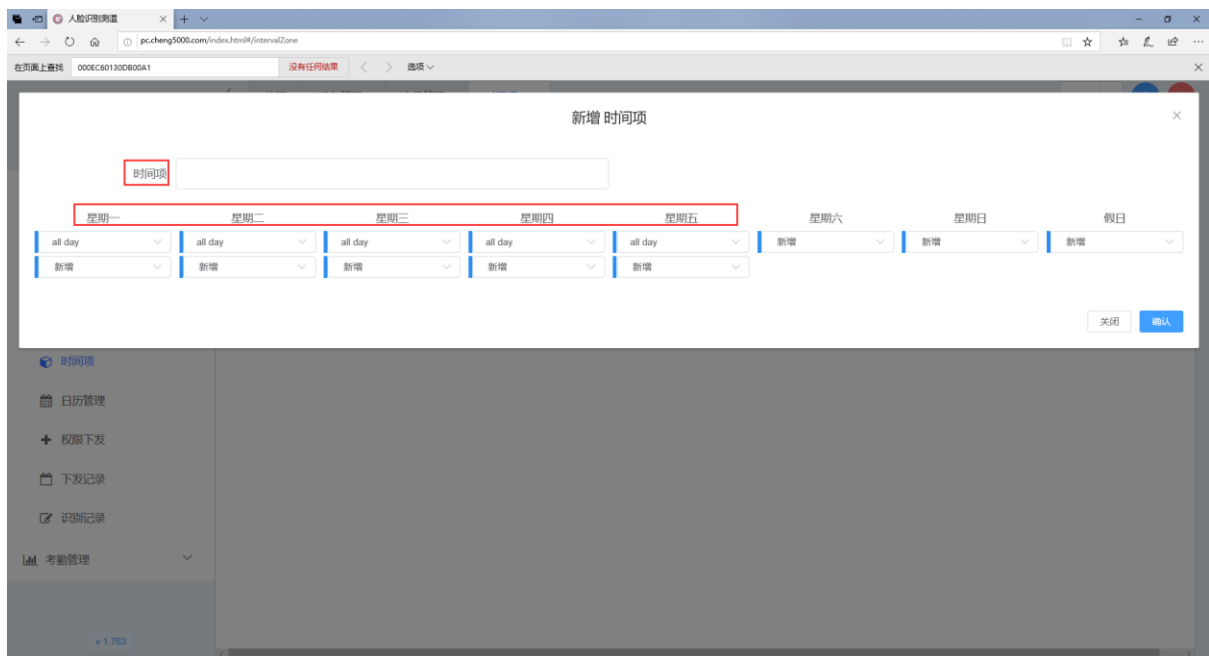 人脸识别测温
pc.cheng5000.com/index.html#/intervalZone
在页面上查找 000EC60130DB00A1 没有任何结果 选项
新增 时间项
时间项
星期一 星期二 星期三 星期四 星期五 星期六 星期日 假日
all day all day all day all day all day 新增 新增 新增
新增 新增 新增 新增 新增
关闭 确认
时间项
日历管理
权限下发
下发记录
识别记录
考勤管理
v 1.763